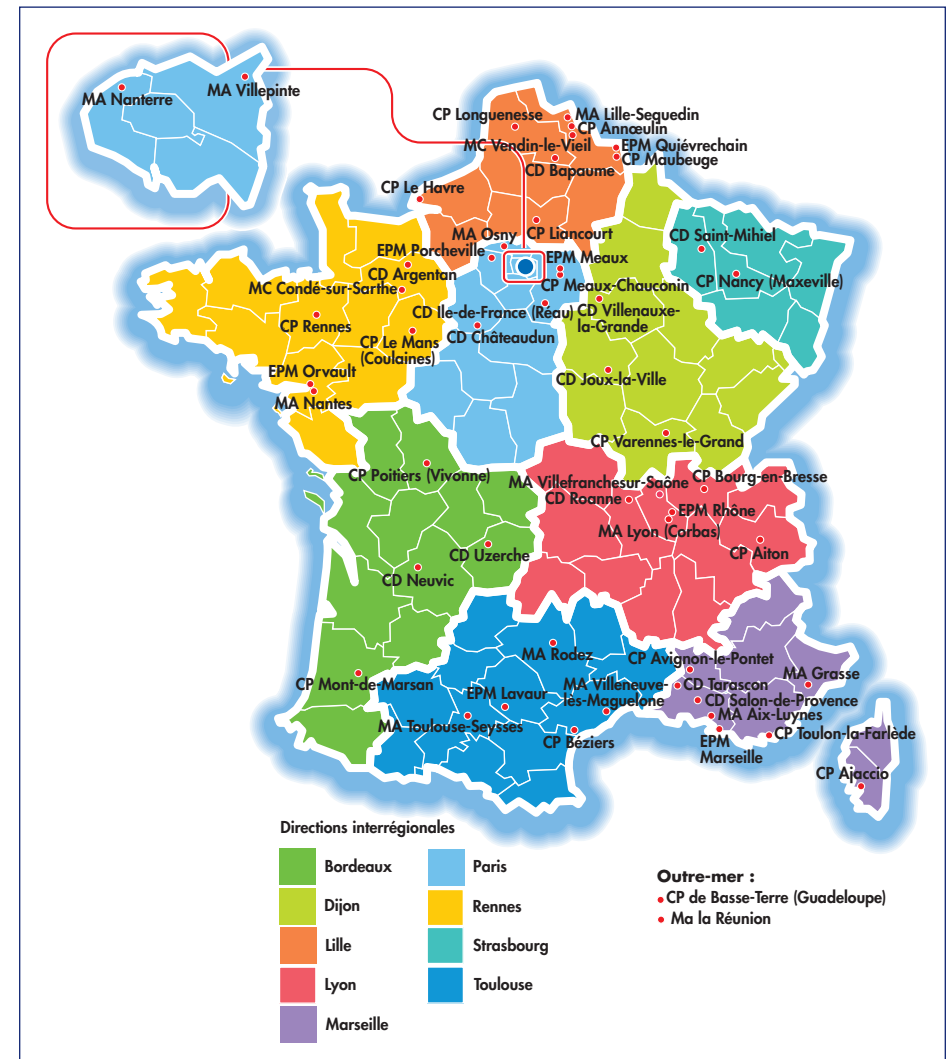 MA Nanterre
MA Villepinte
CP Longuenesse
MA Lille-Sequedin
CP Annœulin
MC Vendin-le-Vieil
EPM Quiévrechain
CP Maubeuge
CD Bapaume
CP Le Havre
CP Liancourt
MA Osny
CD Saint-Mihiel
EPM Porcheville
EPM Meaux
CD Argentan
CP Nancy (Maxeville)
MC Condé-sur-Sarthe
CP Meaux-Chauconin
CD Ile-de-France (Réau)
CD Villenauxe-
la-Grande
CP Rennes
CD Châteaudun
CP Le Mans
(Coulaines)
EPM Orvault
CD Joux-la-Ville
MA Nantes
CP Varennes-le-Grand
CP Poitiers (Vivonne)
MA Villefranchesur-Saône
CP Bourg-en-Bresse
CD Roanne
EPM Rhône
MA Lyon (Corbas)
CP Aiton
CD Uzerche
CD Neuvic
MA Rodez
CP Avignon-le-Pontet
MA Grasse
CP Mont-de-Marsan
MA Villeneuve-
lès-Maguelone
CD Tarascon
EPM Lavaur
CD Salon-de-Provence
MA Toulouse-Seysses
MA Aix-Luynes
CP Béziers
EPM
Marseille
CP Toulon-la-Farlède
CP Ajaccio
Directions interrégionales
Bordeaux
Dijon
Lille
Lyon
Marseille
Paris
Rennes
Strasbourg
Toulouse
Outre-mer :
CP de Basse-Terre (Guadeloupe)
Ma la Réunion